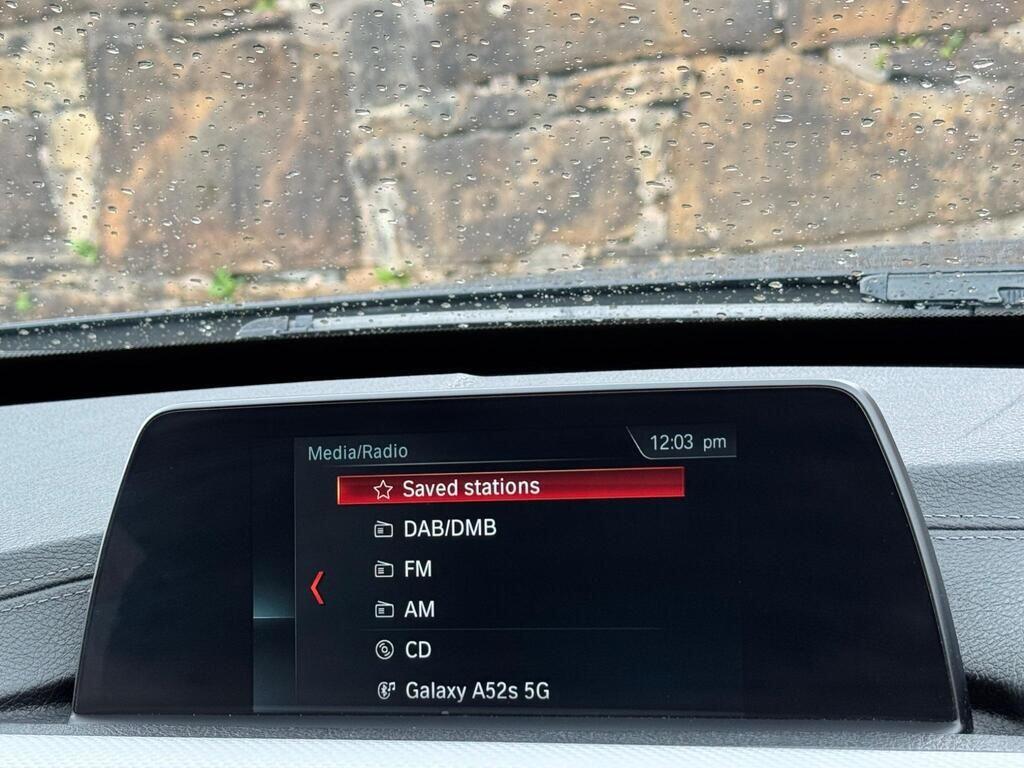 Media/Radio
12:03 pm
Saved stations
DAB/DMB
FM
AM
CD
Galaxy A52s 5G